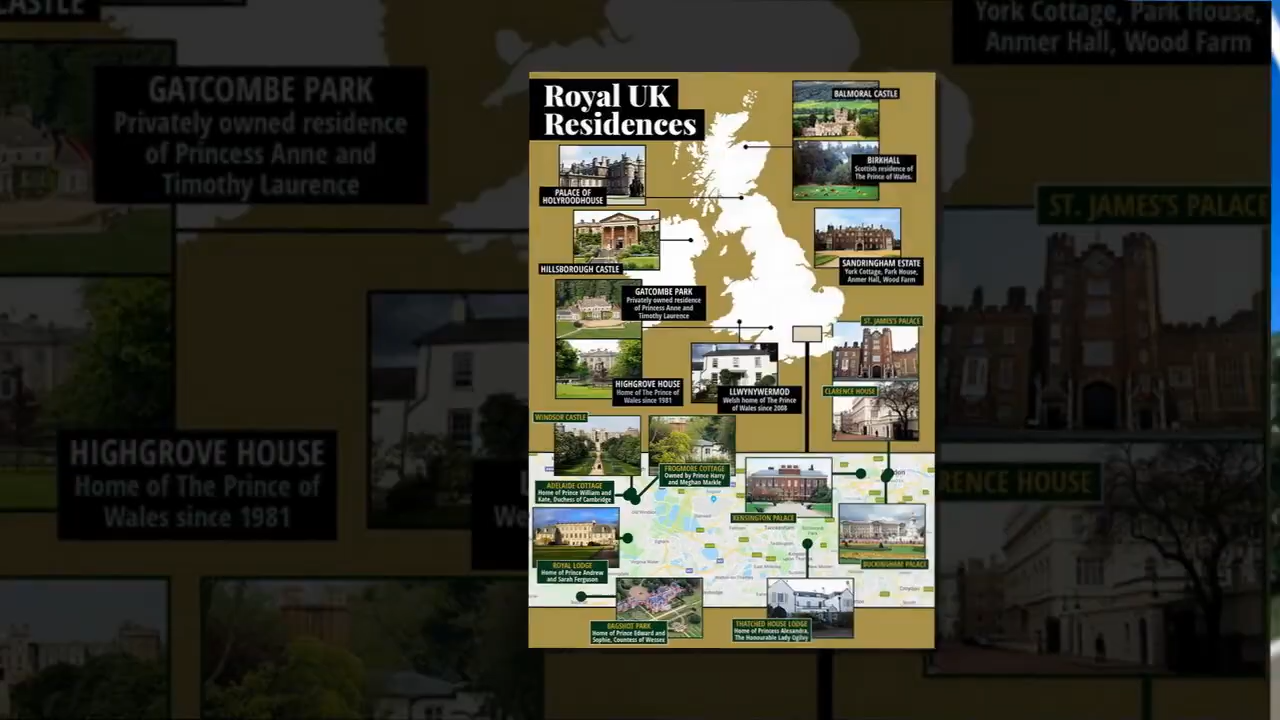 CASTLE
York Cottage, Park House,
Anmer Hall, Wood Farm
GATCOMBE PARK
Privately owned residence
of Princess Anne and
Timothy Laurence
ST. JAMES'S PALACE
HIGHGROVE HOUSE
Home of The Prince of
Wales since 1981
We
RENCE HOUSE
Royal UK
Residences
BALMORAL CASTLE
BIRKHALL
Scottish residence of
The Prince of Wales.
PALACE OF
HOLYROODHOUSE
HILLSBOROUGH CASTLE
SANDRINGHAM ESTATE
York Cottage, Park House,
Anmer Hall, Wood Farm
GATCOMBE PARK
Privately owned residence
of Princess Anne and
Timothy Laurence
ST. JAMES'S PALACE
HIGHGROVE HOUSE
Home of The Prince of
Wales since 1981
LLWYNYWERMOD
Welsh home of The Prince
of Wales since 2008
CLARENCE HOUSE
WINDSOR CASTLE
FROGMORE COTTAGE
Owned by Prince Harry
and Meghan Markle
ADELAIDE COTTAGE
Home of Prince William and
Kate, Duchess of Cambridge
KENSINGTON PALACE
ROYAL LODGE
Home of Prince Andrew
and Sarah Ferguson
BUCKINGHAM PALACE
BAGSHOT PARK
Home of Prince Edward and
Sophie, Countess of Wessex
THATCHED HOUSE LODGE
Home of Princess Alexandra,
The Honourable Lady Ogilvy